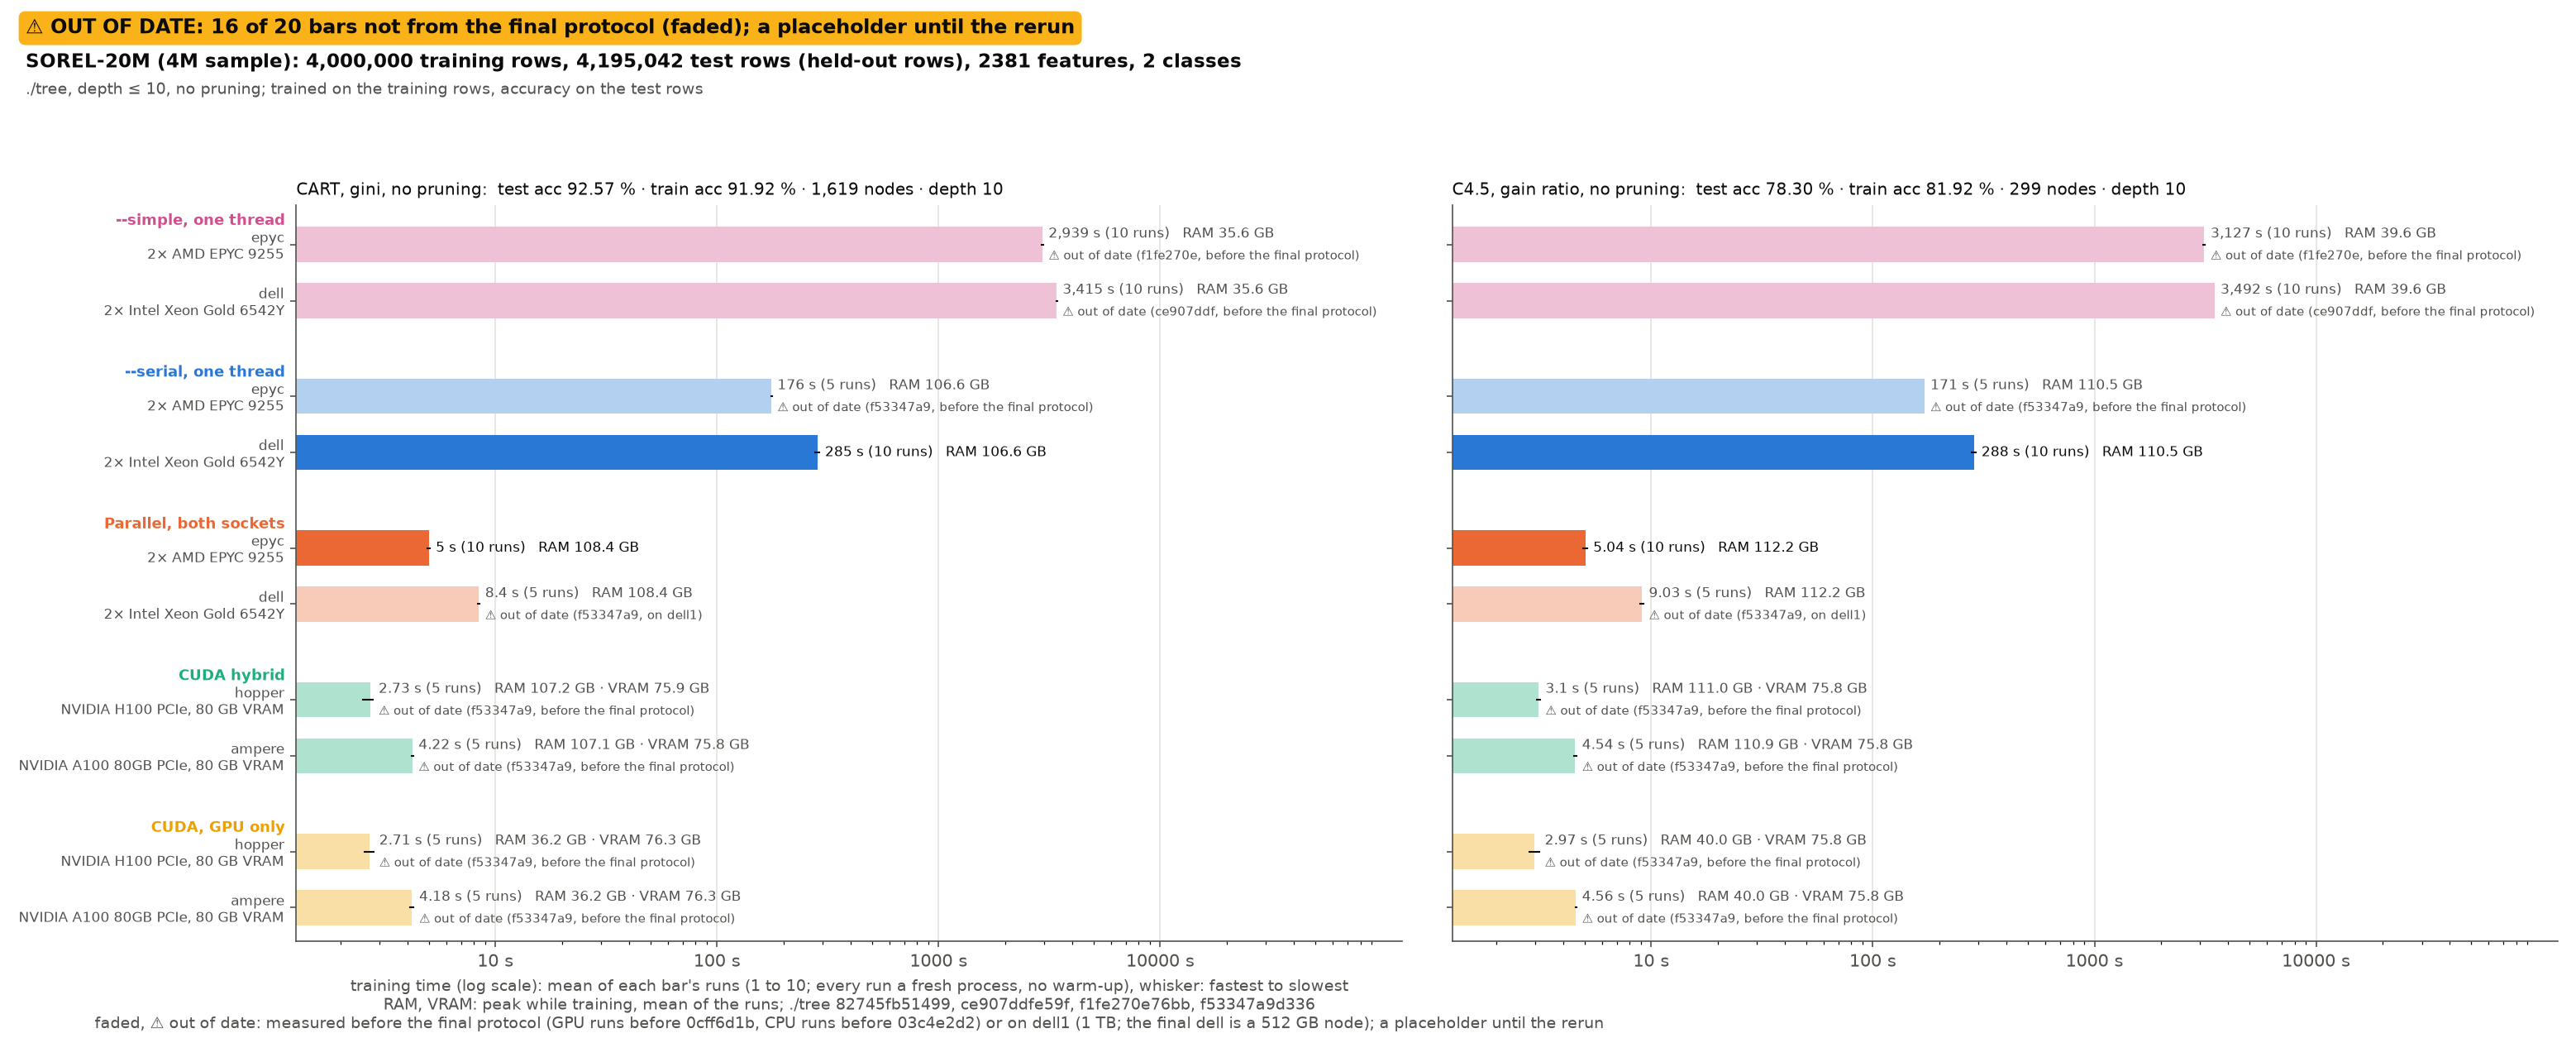 ⚠ OUT OF DATE: 16 of 20 bars not from the final protocol (faded); a placeholder until the rerun
SOREL-20M (4M sample): 4,000,000 training rows, 4,195,042 test rows (held-out rows), 2381 features, 2 classes
./tree, depth ≤ 10, no pruning; trained on the training rows, accuracy on the test rows
CART, gini, no pruning:  test acc 92.57 % · train acc 91.92 % · 1,619 nodes · depth 10
--simple, one thread
epyc
2× AMD EPYC 9255
2,939 s (10 runs)   RAM 35.6 GB
⚠ out of date (f1fe270e, before the final protocol)
dell
2× Intel Xeon Gold 6542Y
3,415 s (10 runs)   RAM 35.6 GB
⚠ out of date (ce907ddf, before the final protocol)
--serial, one thread
epyc
2× AMD EPYC 9255
176 s (5 runs)   RAM 106.6 GB
⚠ out of date (f53347a9, before the final protocol)
dell
2× Intel Xeon Gold 6542Y
285 s (10 runs)   RAM 106.6 GB
Parallel, both sockets
epyc
2× AMD EPYC 9255
5 s (10 runs)   RAM 108.4 GB
dell
2× Intel Xeon Gold 6542Y
8.4 s (5 runs)   RAM 108.4 GB
⚠ out of date (f53347a9, on dell1)
CUDA hybrid
hopper
NVIDIA H100 PCIe, 80 GB VRAM
2.73 s (5 runs)   RAM 107.2 GB · VRAM 75.9 GB
⚠ out of date (f53347a9, before the final protocol)
ampere
NVIDIA A100 80GB PCIe, 80 GB VRAM
4.22 s (5 runs)   RAM 107.1 GB · VRAM 75.8 GB
⚠ out of date (f53347a9, before the final protocol)
CUDA, GPU only
hopper
NVIDIA H100 PCIe, 80 GB VRAM
2.71 s (5 runs)   RAM 36.2 GB · VRAM 76.3 GB
⚠ out of date (f53347a9, before the final protocol)
ampere
NVIDIA A100 80GB PCIe, 80 GB VRAM
4.18 s (5 runs)   RAM 36.2 GB · VRAM 76.3 GB
⚠ out of date (f53347a9, before the final protocol)
10 s 100 s 1000 s 10000 s
C4.5, gain ratio, no pruning:  test acc 78.30 % · train acc 81.92 % · 299 nodes · depth 10
3,127 s (10 runs)   RAM 39.6 GB
⚠ out of date (f1fe270e, before the final protocol)
3,492 s (10 runs)   RAM 39.6 GB
⚠ out of date (ce907ddf, before the final protocol)
171 s (5 runs)   RAM 110.5 GB
⚠ out of date (f53347a9, before the final protocol)
288 s (10 runs)   RAM 110.5 GB
5.04 s (10 runs)   RAM 112.2 GB
9.03 s (5 runs)   RAM 112.2 GB
⚠ out of date (f53347a9, on dell1)
3.1 s (5 runs)   RAM 111.0 GB · VRAM 75.8 GB
⚠ out of date (f53347a9, before the final protocol)
4.54 s (5 runs)   RAM 110.9 GB · VRAM 75.8 GB
⚠ out of date (f53347a9, before the final protocol)
2.97 s (5 runs)   RAM 40.0 GB · VRAM 75.8 GB
⚠ out of date (f53347a9, before the final protocol)
4.56 s (5 runs)   RAM 40.0 GB · VRAM 75.8 GB
⚠ out of date (f53347a9, before the final protocol)
10 s 100 s 1000 s 10000 s
training time (log scale): mean of each bar's runs (1 to 10; every run a fresh process, no warm-up), whisker: fastest to slowest
RAM, VRAM: peak while training, mean of the runs; ./tree 82745fb51499, ce907ddfe59f, f1fe270e76bb, f53347a9d336
faded, ⚠ out of date: measured before the final protocol (GPU runs before 0cff6d1b, CPU runs before 03c4e2d2) or on dell1 (1 TB; the final dell is a 512 GB node); a placeholder until the rerun